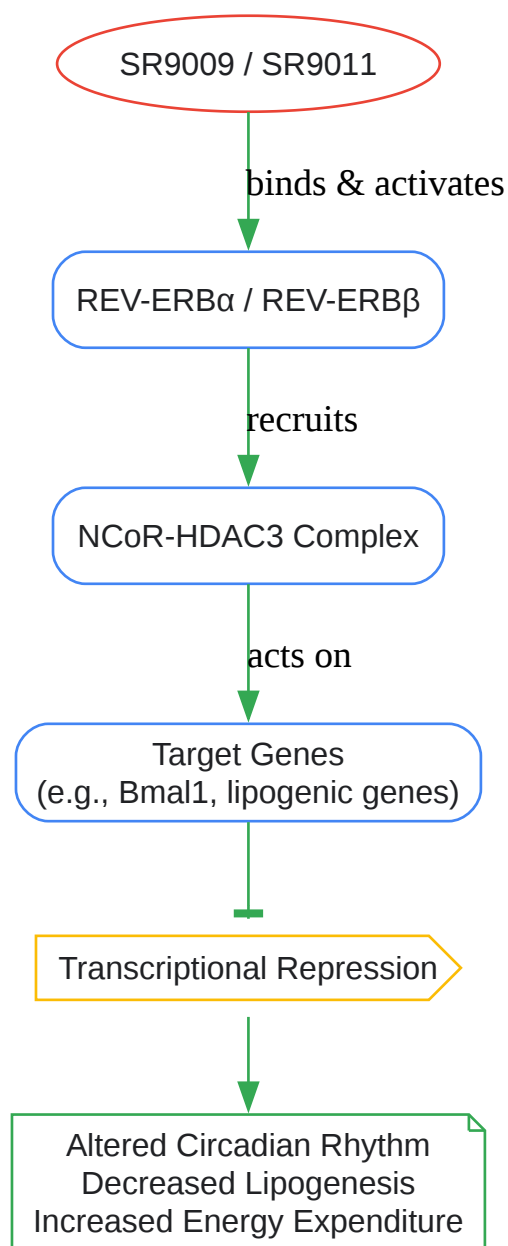 SR9009 / SR9011
binds & activates
REV-ERBα / REV-ERBβ
recruits
NCoR-HDAC3 Complex
acts on
Target Genes
(e.g., Bmal1, lipogenic genes)
Transcriptional Repression
Altered Circadian Rhythm
Decreased Lipogenesis
Increased Energy Expenditure